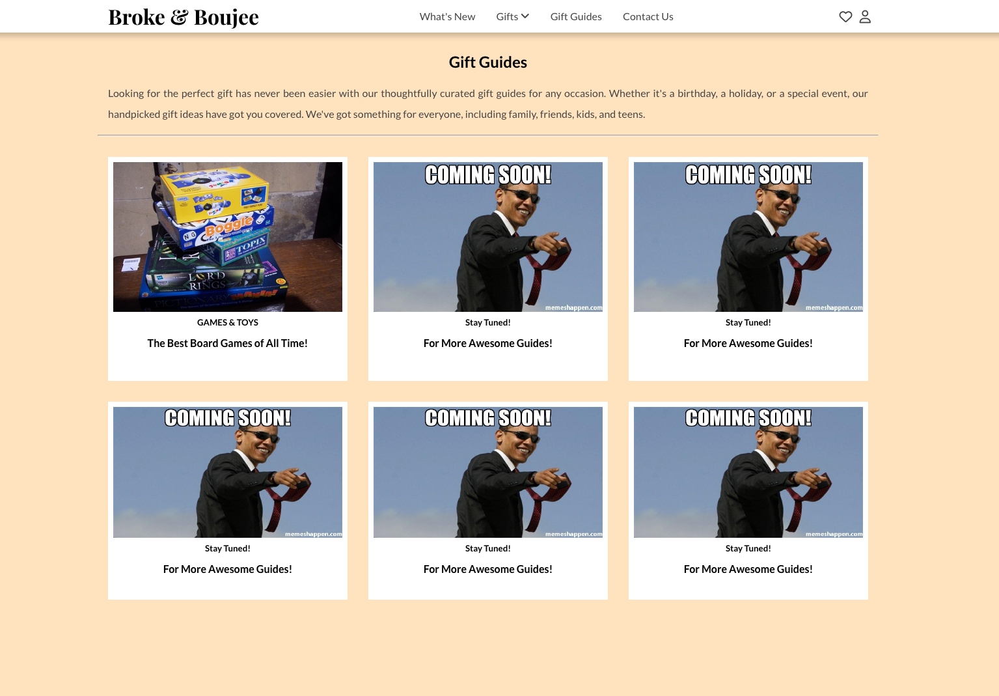 Broke & Boujee
What's New
Gifts
Gift Guides
Contact Us
Gift Guides
Looking for the perfect gift has never been easier with our thoughtfully curated gift guides for any occasion. Whether it's a birthday, a holiday, or a special event, our
handpicked gift ideas have got you covered. We've got something for everyone, including family, friends, kids, and teens.
Boggle
TOPIX
LORD
RINGS
PICTIONARY
GAMES & TOYS
The Best Board Games of All Time!
COMING SOON!
memeshappen.com
Stay Tuned!
For More Awesome Guides!
COMING SOON!
memeshappen.com
Stay Tuned!
For More Awesome Guides!
COMING SOON!
memeshappen.com
Stay Tuned!
For More Awesome Guides!
COMING SOON!
memeshappen.com
Stay Tuned!
For More Awesome Guides!
COMING SOON!
memeshappen.com
Stay Tuned!
For More Awesome Guides!